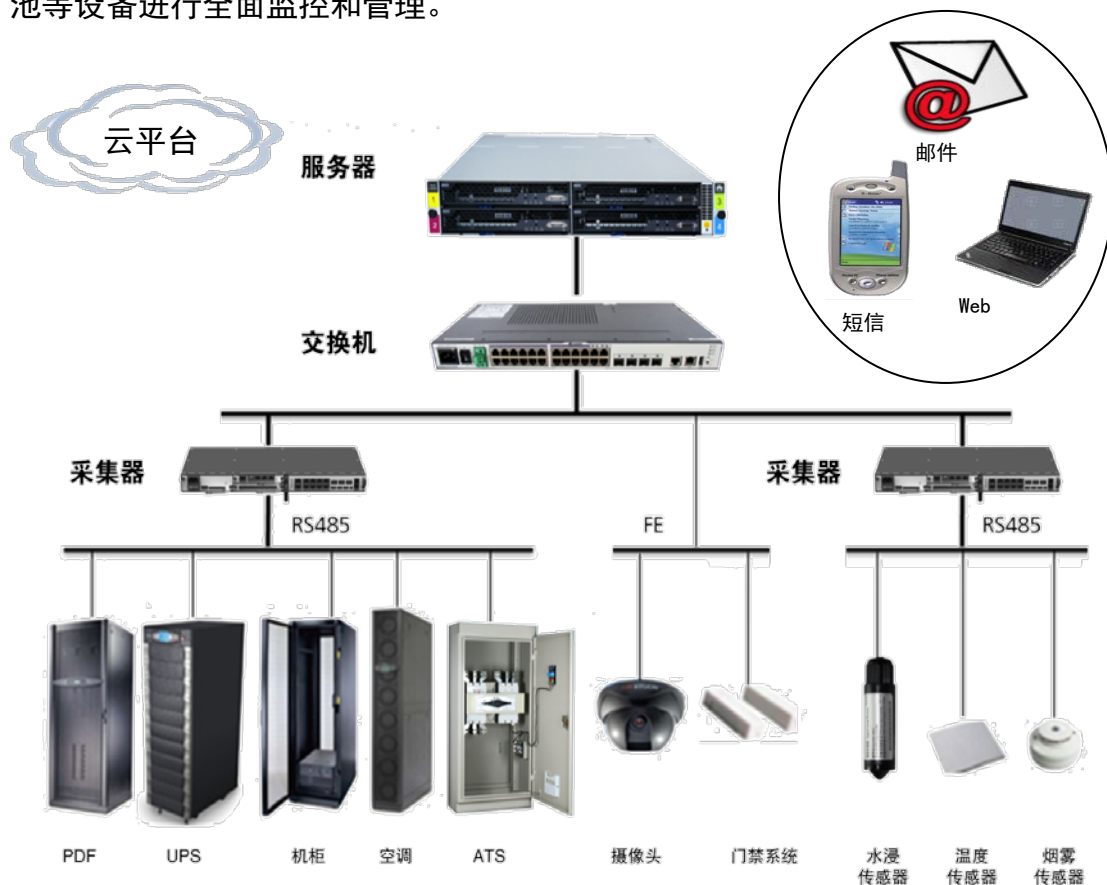 池等设备进行全面监控和管理。
云平台
服务器
邮件
短信
Web
交换机
采集器
采集器
RS485
FE
RS485
PDF
UPS
机柜
空调
ATS
摄像头
门禁系统
水浸
传感器
温度
传感器
烟雾
传感器